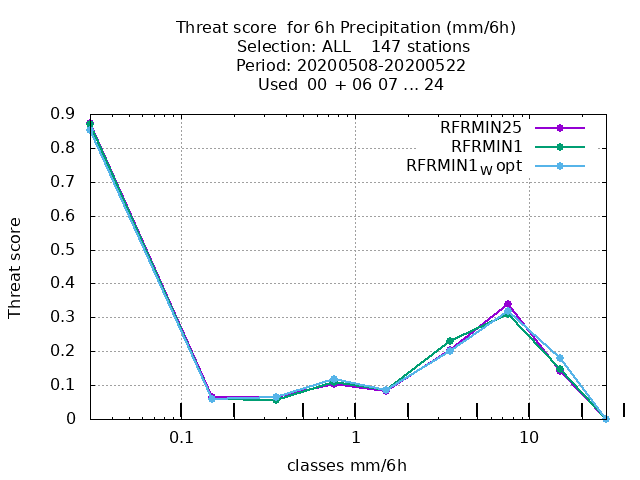 Threat score  for 6h Precipitation (mm/6h)
Selection: ALL    147 stations
Period: 20200508-20200522
Used  00 + 06 07 ... 24
RFRMIN25
RFRMIN1
RFRMIN1W opt
Threat score
0.9
0.8
0.7
0.6
0.5
0.4
0.3
0.2
0.1
0
0.1
1
10
classes mm/6h